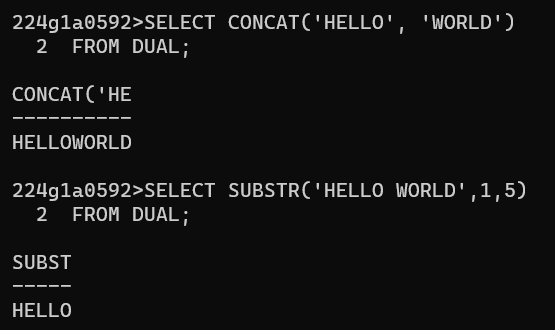 224g1a0592>SELECT CONCAT('HELLO', 'WORLD')
  2  FROM DUAL;

CONCAT('HE
----------
HELLOWORLD

224g1a0592>SELECT SUBSTR('HELLO WORLD',1,5)
  2  FROM DUAL;

SUBST
-----
HELLO